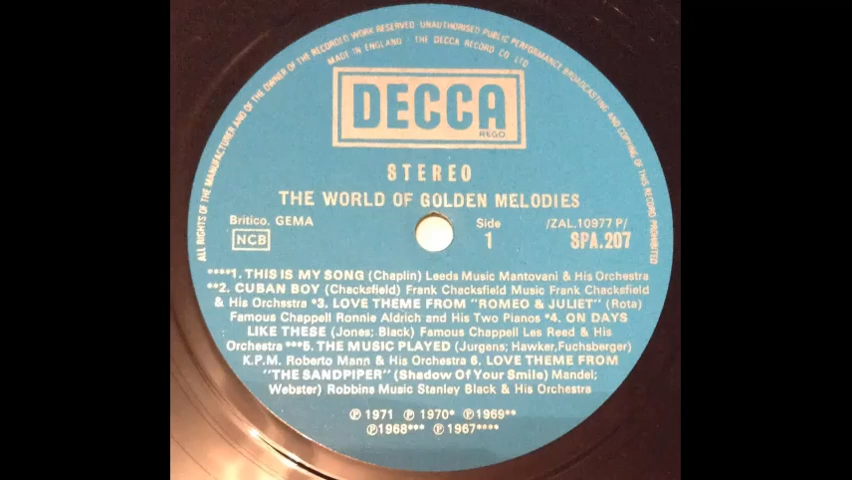 ALL RIGHTS OF THE MANUFACTURER AND OF THE OWNER OF THE RECORDED WORK RESERVED · UNAUTHORISED PUBLIC PERFORMANCE BROADCASTING AND COPYING OF THIS RECORD PROHIBITED
MADE IN ENGLAND · THE DECCA RECORD CO LTD
DECCA
REGD
STEREO
THE WORLD OF GOLDEN MELODIES
Britico. GEMA Side /ZAL.10977 P/
NCB 1 SPA.207
****1. THIS IS MY SONG (Chaplin) Leeds Music Mantovani & His Orchestra
**2. CUBAN BOY (Chacksfield) Frank Chacksfield Music Frank Chacksfield
& His Orchestra *3. LOVE THEME FROM "ROMEO & JULIET" (Rota)
Famous Chappell Ronnie Aldrich and His Two Pianos *4. ON DAYS
LIKE THESE (Jones; Black) Famous Chappell Les Reed & His
Orchestra ***5. THE MUSIC PLAYED (Jurgens; Hawker,Fuchsberger)
K.P.M. Roberto Mann & His Orchestra 6. LOVE THEME FROM
"THE SANDPIPER" (Shadow Of Your Smile) Mandel;
Webster) Robbins Music Stanley Black & His Orchestra
℗ 1971 ℗ 1970* ℗ 1969**
℗1968*** ℗ 1967****